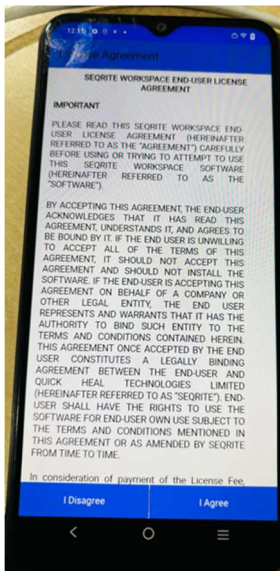 12:15
License Agreement
SEQRITE WORKSPACE END-USER LICENSE
AGREEMENT
IMPORTANT
PLEASE READ THIS SEQRITE WORKSPACE END-
USER LICENSE AGREEMENT (HEREINAFTER
REFERRED TO AS THE "AGREEMENT") CAREFULLY
BEFORE USING OR TRYING TO ATTEMPT TO USE
THIS SEQRITE WORKSPACE SOFTWARE
(HEREINAFTER REFERRED TO AS THE
"SOFTWARE").
BY ACCEPTING THIS AGREEMENT, THE END-USER
ACKNOWLEDGES THAT IT HAS READ THIS
AGREEMENT, UNDERSTANDS IT, AND AGREES TO
BE BOUND BY IT. IF THE END USER IS UNWILLING
TO ACCEPT ALL OF THE TERMS OF THIS
AGREEMENT, IT SHOULD NOT ACCEPT THIS
AGREEMENT AND SHOULD NOT INSTALL THE
SOFTWARE. IF THE END-USER IS ACCEPTING THIS
AGREEMENT ON BEHALF OF A COMPANY OR
OTHER LEGAL ENTITY, THE END USER
REPRESENTS AND WARRANTS THAT IT HAS THE
AUTHORITY TO BIND SUCH ENTITY TO THE
TERMS AND CONDITIONS CONTAINED HEREIN.
THIS AGREEMENT ONCE ACCEPTED BY THE END
USER CONSTITUTES A LEGALLY BINDING
AGREEMENT BETWEEN THE END-USER AND
QUICK HEAL TECHNOLOGIES LIMITED
(HEREINAFTER REFERRED TO AS "SEQRITE"). END-
USER SHALL HAVE THE RIGHTS TO USE THE
SOFTWARE FOR END-USER OWN USE SUBJECT TO
THE TERMS AND CONDITIONS MENTIONED IN
THIS AGREEMENT OR AS AMENDED BY SEQRITE
FROM TIME TO TIME.
In consideration of payment of the License Fee,
I Disagree
I Agree